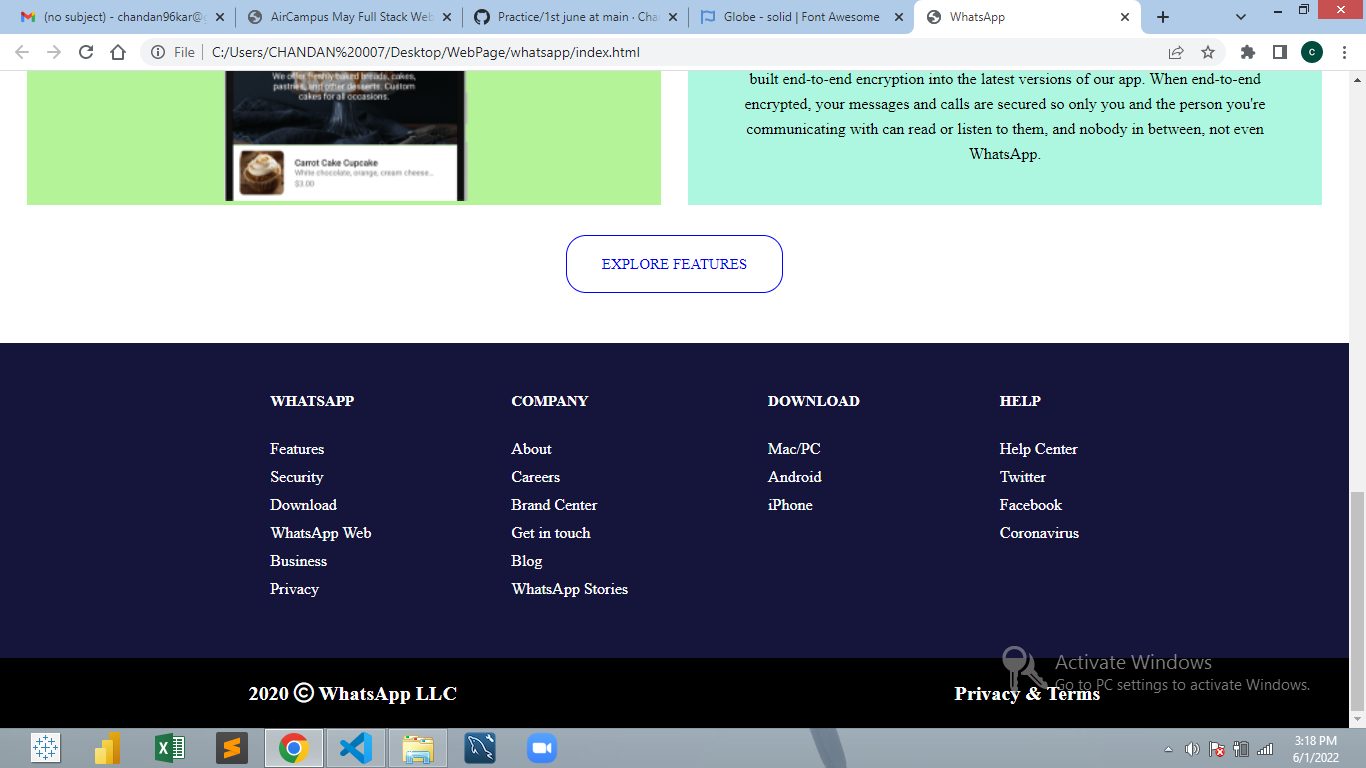 (no subject) - chandan96kar@g
AirCampus May Full Stack Web
Practice/1st june at main · Cha
Globe - solid | Font Awesome
WhatsApp
File
C:/Users/CHANDAN%20007/Desktop/WebPage/whatsapp/index.html
c
We offer freshly baked breads, cakes,
pastries, and other desserts. Custom
cakes for all occasions.
Carrot Cake Cupcake
White chocolate, orange, cream cheese...
$3.00
built end-to-end encryption into the latest versions of our app. When end-to-end
encrypted, your messages and calls are secured so only you and the person you're
communicating with can read or listen to them, and nobody in between, not even
WhatsApp.
EXPLORE FEATURES
WHATSAPP
Features
Security
Download
WhatsApp Web
Business
Privacy
COMPANY
About
Careers
Brand Center
Get in touch
Blog
WhatsApp Stories
DOWNLOAD
Mac/PC
Android
iPhone
HELP
Help Center
Twitter
Facebook
Coronavirus
Activate Windows
Go to PC settings to activate Windows.
2020 © WhatsApp LLC
Privacy & Terms
3:18 PM
6/1/2022